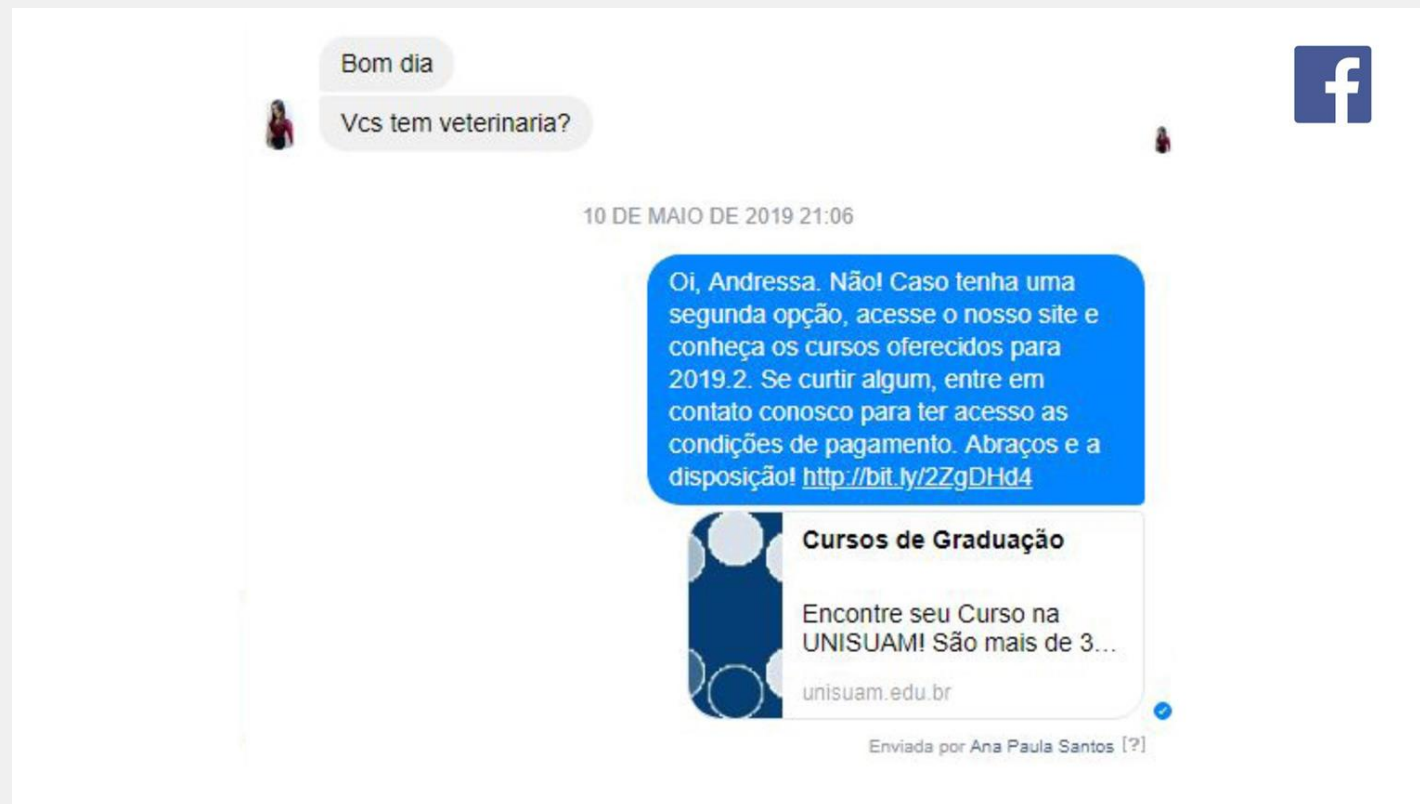 Bom dia
Vcs tem veterinaria?
10 DE MAIO DE 2019 21:06
Oi, Andressa. Não! Caso tenha uma
segunda opção, acesse o nosso site e
conheça os cursos oferecidos para
2019.2. Se curtir algum, entre em
contato conosco para ter acesso as
condições de pagamento. Abraços e a
disposição! http://bit.ly/2ZgDHd4
Cursos de Graduação
Encontre seu Curso na
UNISUAM! São mais de 3...
unisuam.edu.br
Enviada por Ana Paula Santos [?]